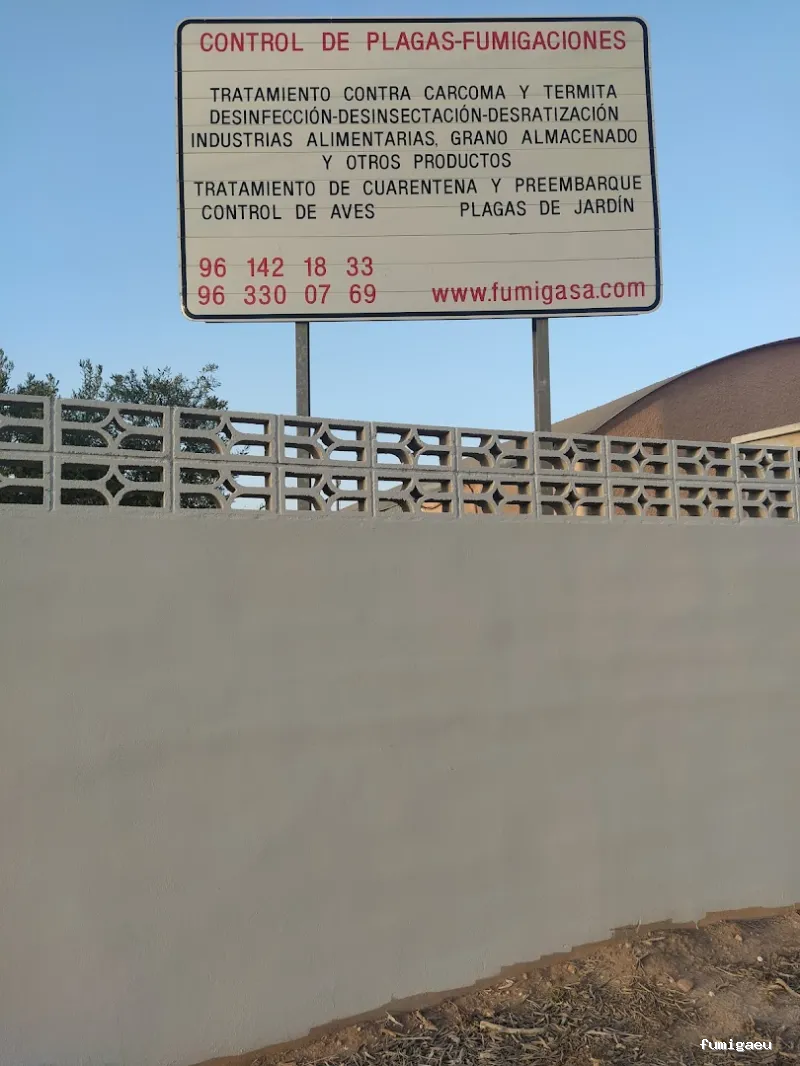 CONTROL DE PLAGAS-FUMIGACIONES
TRATAMIENTO CONTRA CARCOMA Y TERMITA
DESINFECCIÓN-DESINSECTACIÓN-DESRATIZACIÓN
INDUSTRIAS ALIMENTARIAS, GRANO ALMACENADO
Y OTROS PRODUCTOS
TRATAMIENTO DE CUARENTENA Y PREEMBARQUE
CONTROL DE AVES PLAGAS DE JARDÍN
96 142 18 33
96 330 07 69 www.fumigasa.com
fumigaeu